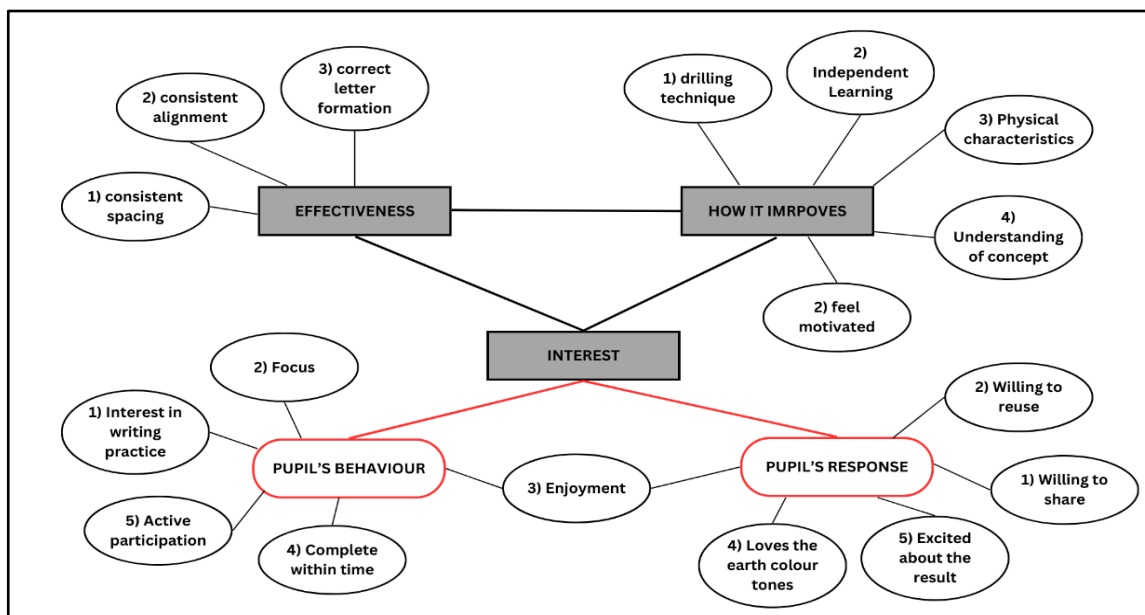 3) correct
letter
formation
2) consistent
alignment
1) consistent
spacing
EFFECTIVENESS
1) drilling
technique
2)
Independent
Learning
3) Physical
characteristics
HOW IT IMRPOVES
4)
Understanding
of concept
2) feel
motivated
INTEREST
2) Focus
1) Interest in
writing
practice
PUPIL'S BEHAVIOUR
5) Active
participation
4) Complete
within time
3) Enjoyment
2) Willing to
reuse
PUPIL'S RESPONSE
1) Willing to
share
4) Loves the
earth colour
tones
5) Excited
about the
result